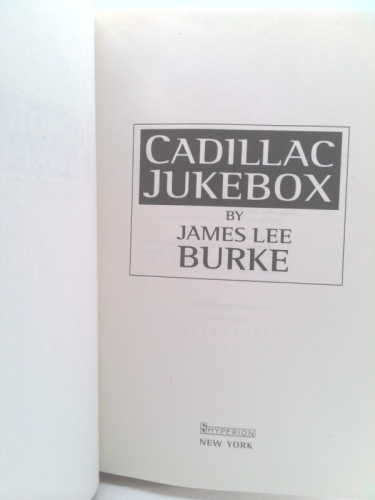 CADILLAC
JUKEBOX
BY
JAMES LEE
BURKE
HYPERION
NEW YORK